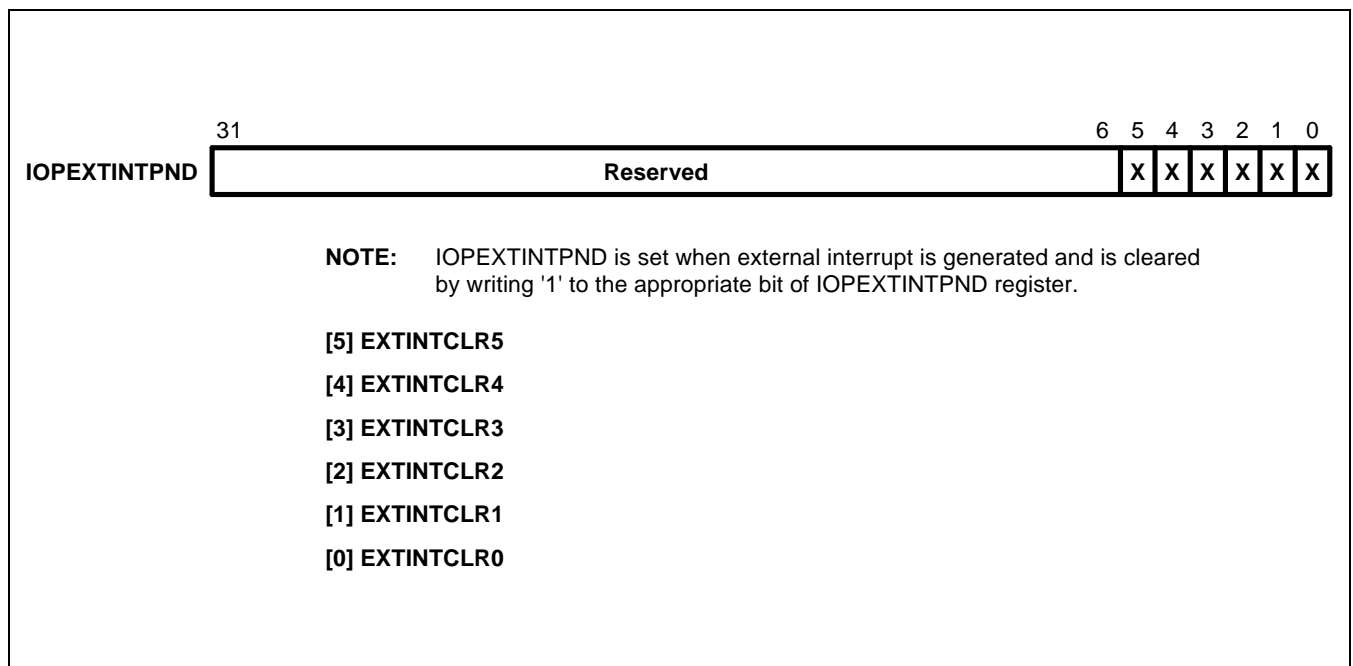 31 6 5 4 3 2 1 0
IOPEXTINTPND Reserved X X X X X X
NOTE: IOPEXTINTPND is set when external interrupt is generated and is cleared
by writing '1' to the appropriate bit of IOPEXTINTPND register.
[5] EXTINTCLR5
[4] EXTINTCLR4
[3] EXTINTCLR3
[2] EXTINTCLR2
[1] EXTINTCLR1
[0] EXTINTCLR0